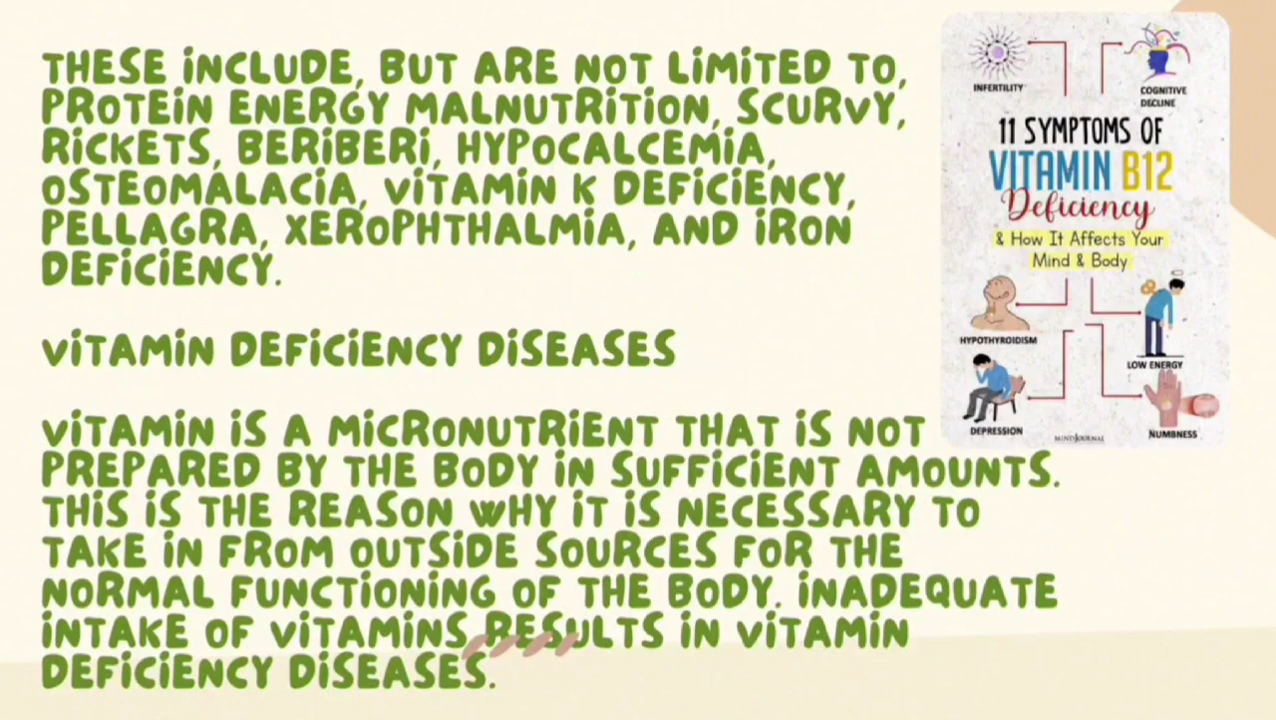 THESE INCLUDE, BUT ARE NOT LIMITED TO,
PROTEIN ENERGY MALNUTRITION, SCURVY,
RICKETS, BERIBERI, HYPOCALCEMIA,
OSTEOMALACIA, VITAMIN K DEFICIENCY,
PELLAGRA, XEROPHTHALMIA, AND IRON
DEFICIENCY.
VITAMIN DEFICIENCY DISEASES
VITAMIN IS A MICRONUTRIENT THAT IS NOT
PREPARED BY THE BODY IN SUFFICIENT AMOUNTS.
THIS IS THE REASON WHY IT IS NECESSARY TO
TAKE IN FROM OUTSIDE SOURCES FOR THE
NORMAL FUNCTIONING OF THE BODY. INADEQUATE
INTAKE OF VITAMINS RESULTS IN VITAMIN
DEFICIENCY DISEASES.
INFERTILITY
COGNITIVE
DECLINE
11 SYMPTOMS OF
VITAMIN B12
Deficiency
& How It Affects Your
Mind & Body
HYPOTHYROIDISM
LOW ENERGY
DEPRESSION
NUMBNESS
MINDJOURNAL